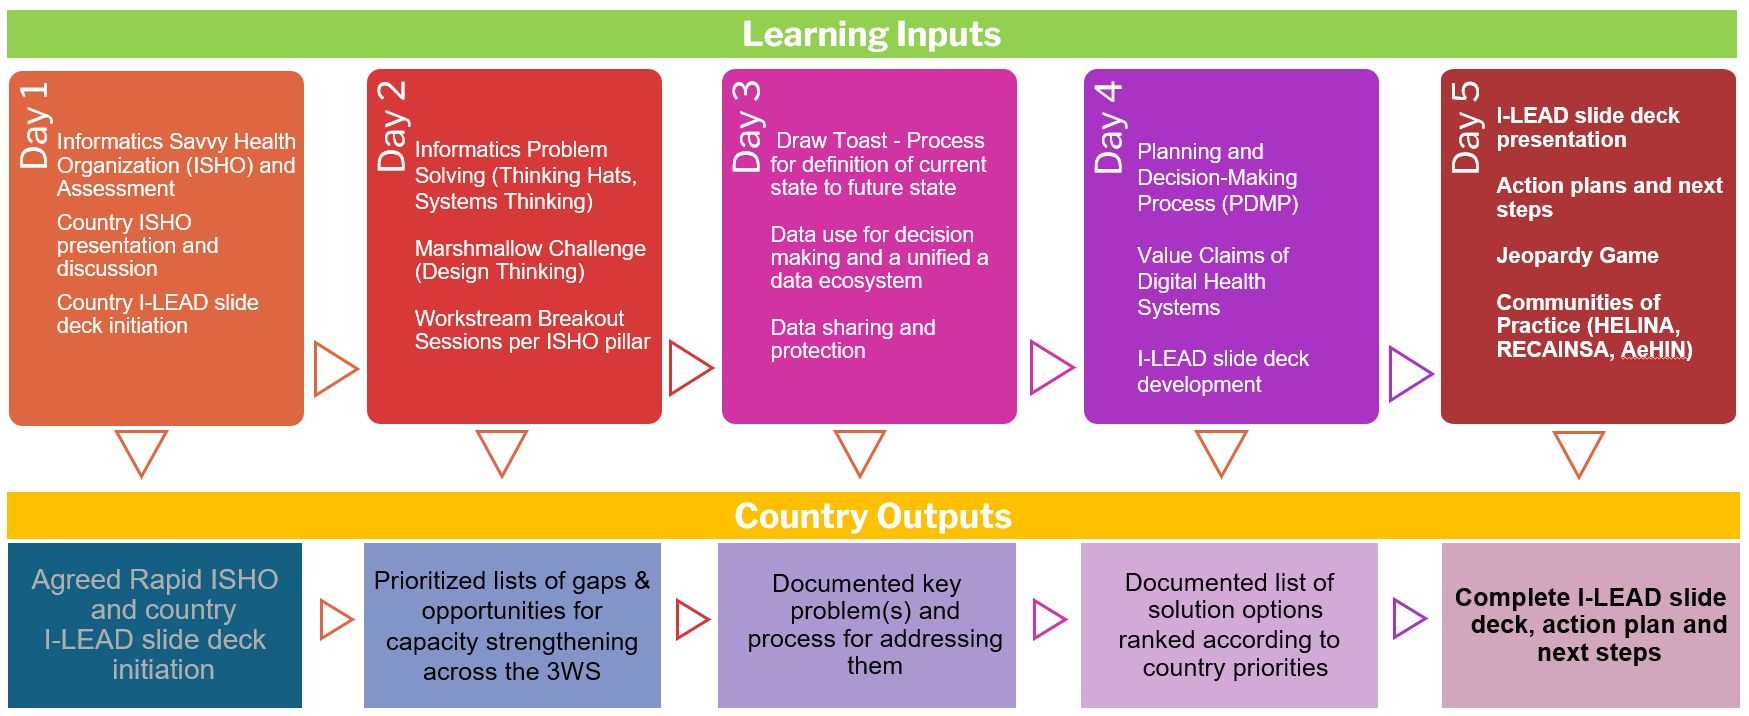 Learning Inputs
Day 1
Informatics Savvy Health
Organization (ISHO) and
Assessment
Country ISHO
presentation and
discussion
Country I-LEAD slide
deck initiation
Day 2
Informatics Problem
Solving (Thinking Hats,
Systems Thinking)
Marshmallow Challenge
(Design Thinking)
Workstream Breakout
Sessions per ISHO pillar
Day 3
Draw Toast - Process
for definition of current
state to future state
Data use for decision
making and a unified a
data ecosystem
Data sharing and
protection
Day 4
Planning and
Decision-Making
Process (PDMP)
Value Claims of
Digital Health
Systems
I-LEAD slide deck
development
Day 5
I-LEAD slide deck
presentation
Action plans and next
steps
Jeopardy Game
Communities of
Practice (HELINA,
RECAINSA, AeHIN)
Country Outputs
Agreed Rapid ISHO
and country
I-LEAD slide deck
initiation
Prioritized lists of gaps &
opportunities for
capacity strengthening
across the 3WS
Documented key
problem(s) and
process for addressing
them
Documented list of
solution options
ranked according to
country priorities
Complete I-LEAD slide
deck, action plan and
next steps